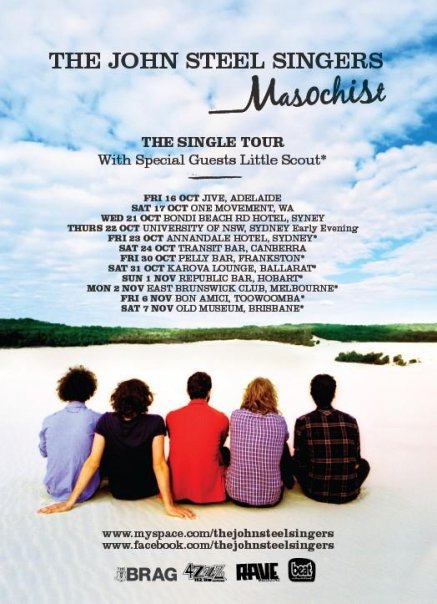 THE JOHN STEEL SINGERS
Masochist
THE SINGLE TOUR
With Special Guests Little Scout*
FRI 16 OCT JIVE, ADELAIDE
SAT 17 OCT ONE MOVEMENT, WA
WED 21 OCT BONDI BEACH RD HOTEL, SYNEY
THURS 22 OCT UNIVERSITY OF NSW, SYDNEY Early Evening
FRI 23 OCT ANNANDALE HOTEL, SYDNEY*
SAT 24 OCT TRANSIT BAR, CANBERRA
FRI 30 OCT PELLY BAR, FRANKSTON*
SAT 31 OCT KAROVA LOUNGE, BALLARAT*
SUN 1 NOV REPUBLIC BAR, HOBART*
MON 2 NOV EAST BRUNSWICK CLUB, MELBOURNE*
FRI 6 NOV BON AMICI, TOOWOOMBA*
SAT 7 NOV OLD MUSEUM, BRISBANE*
www.myspace.com/thejohnsteelsingers
www.facebook.com/thejohnsteelsingers
THE BRAG 4ZZZ RAVE beat